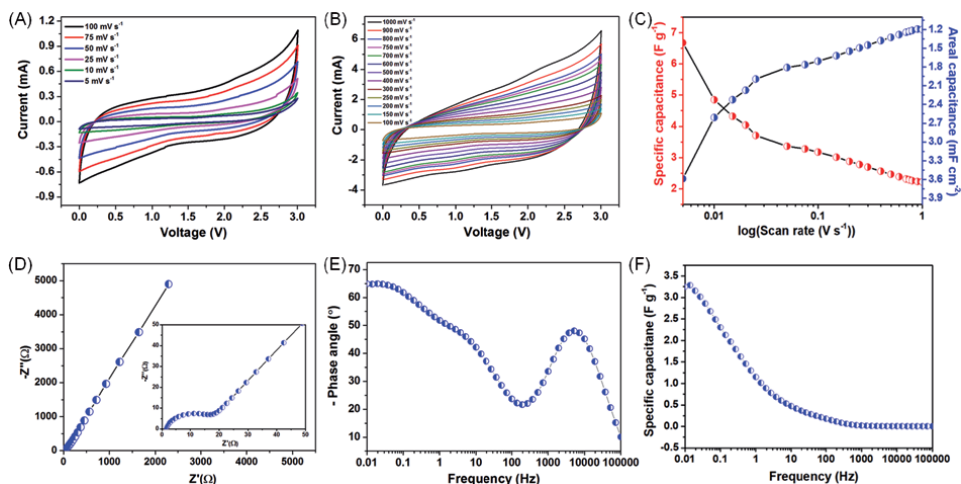 (A)
Current (mA)
1.2
0.9
0.6
0.3
0.0
-0.3
-0.6
-0.9
100 mV s⁻¹
75 mV s⁻¹
50 mV s⁻¹
25 mV s⁻¹
10 mV s⁻¹
5 mV s⁻¹
0.0 0.5 1.0 1.5 2.0 2.5 3.0
Voltage (V)
(B)
Current (mA)
8
6
4
2
0
-2
-4
1000 mV s⁻¹
900 mV s⁻¹
800 mV s⁻¹
750 mV s⁻¹
700 mV s⁻¹
600 mV s⁻¹
500 mV s⁻¹
400 mV s⁻¹
300 mV s⁻¹
250 mV s⁻¹
200 mV s⁻¹
150 mV s⁻¹
100 mV s⁻¹
0.0 0.5 1.0 1.5 2.0 2.5 3.0
Voltage (V)
(C)
Specific capacitance (F g⁻¹)
7
6
5
4
3
2
Areal capacitance (mF cm⁻²)
1.2
1.6
2.0
2.4
2.8
3.2
3.6
4.0
0.01 0.1 1
log(Scan rate (V s⁻¹))
(D)
-Z"(Ω)
5000
4000
3000
2000
1000
0
0 1000 2000 3000 4000 5000
Z'(Ω)
-Z"(Ω)
50
40
30
20
10
0
0 10 20 30 40 50
Z'(Ω)
(E)
- Phase angle (°)
70
60
50
40
30
20
10
0
0.01 0.1 1 10 100 1000 10000 100000
Frequency (Hz)
(F)
Specific capacitane (F g⁻¹)
3.5
3.0
2.5
2.0
1.5
1.0
0.5
0.0
0.01 0.1 1 10 100 1000 10000 100000
Frequency (Hz)